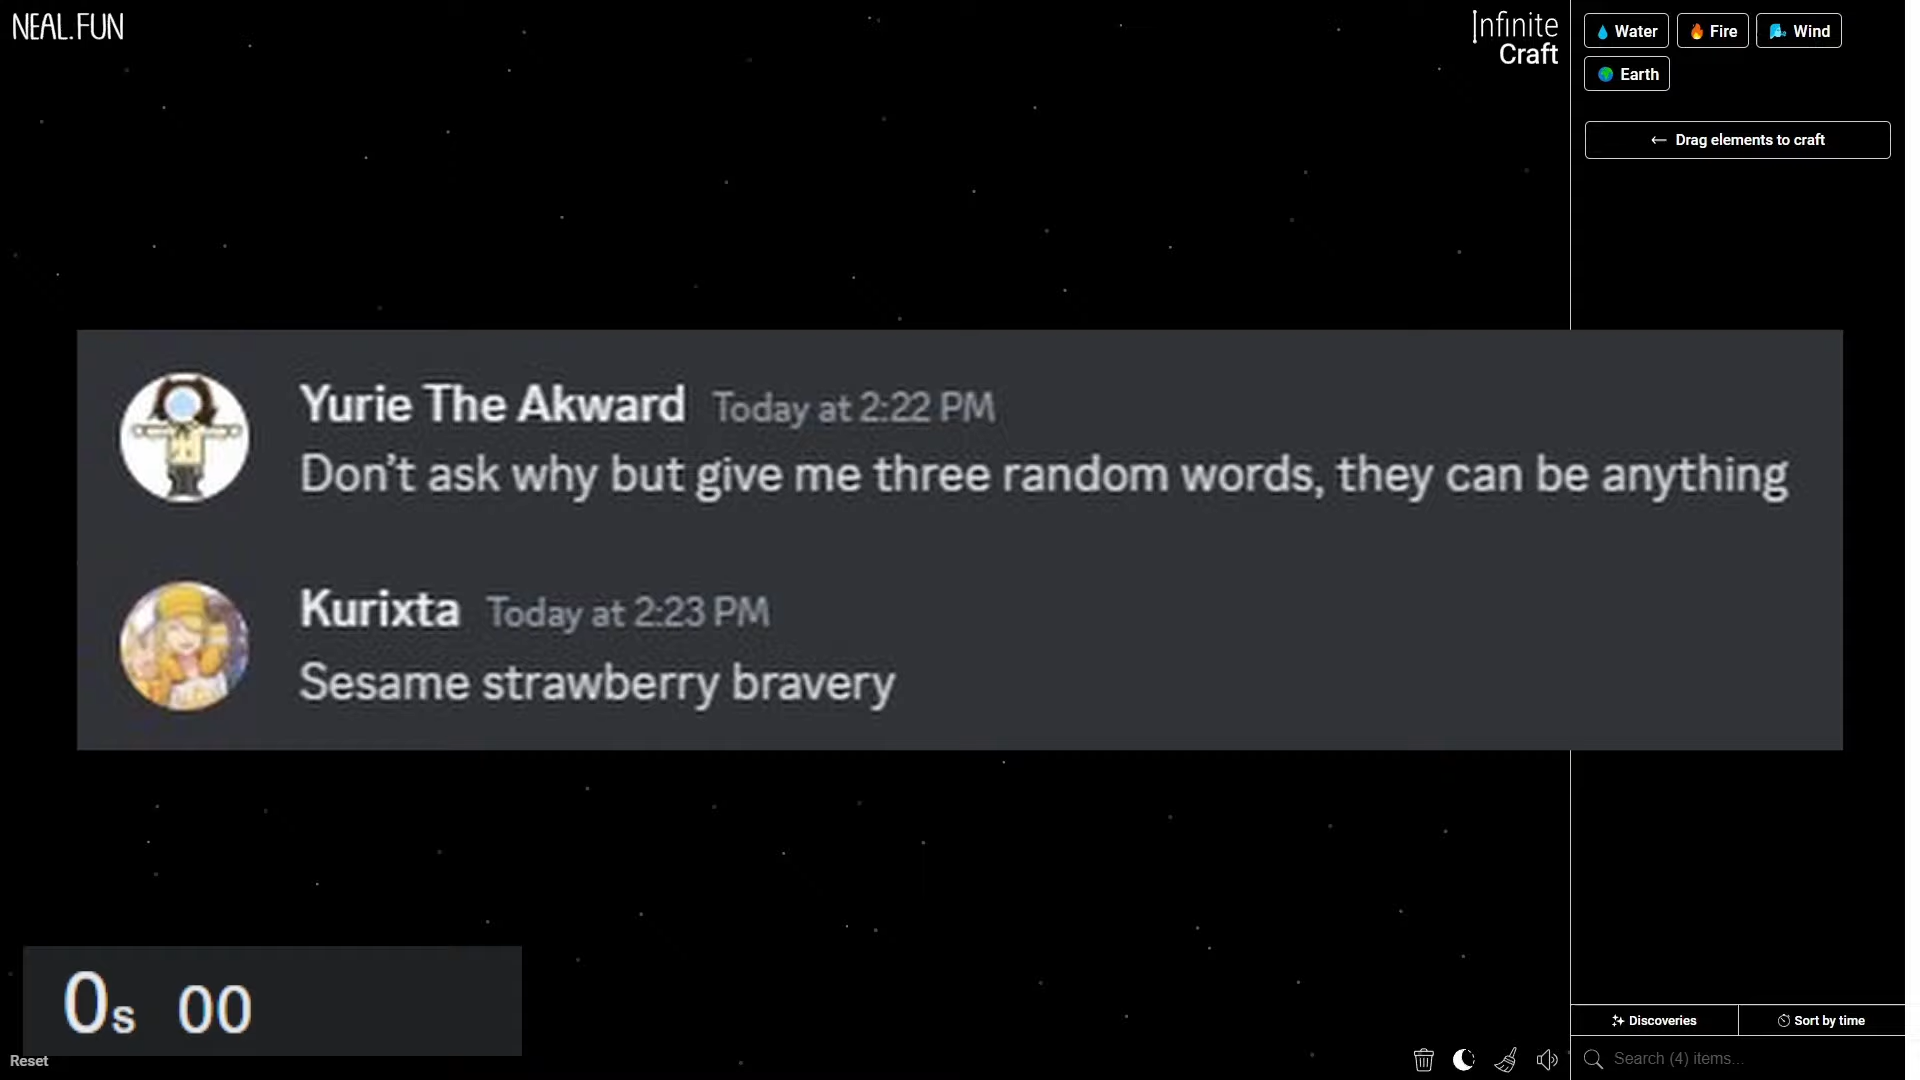 NEAL.FUN
Infinite
Craft
Water
Fire
Wind
Earth
← Drag elements to craft
Yurie The Akward Today at 2:22 PM
Don't ask why but give me three random words, they can be anything
Kurixta Today at 2:23 PM
Sesame strawberry bravery
0s 00
Reset
Discoveries
Sort by time
Search (4) items...